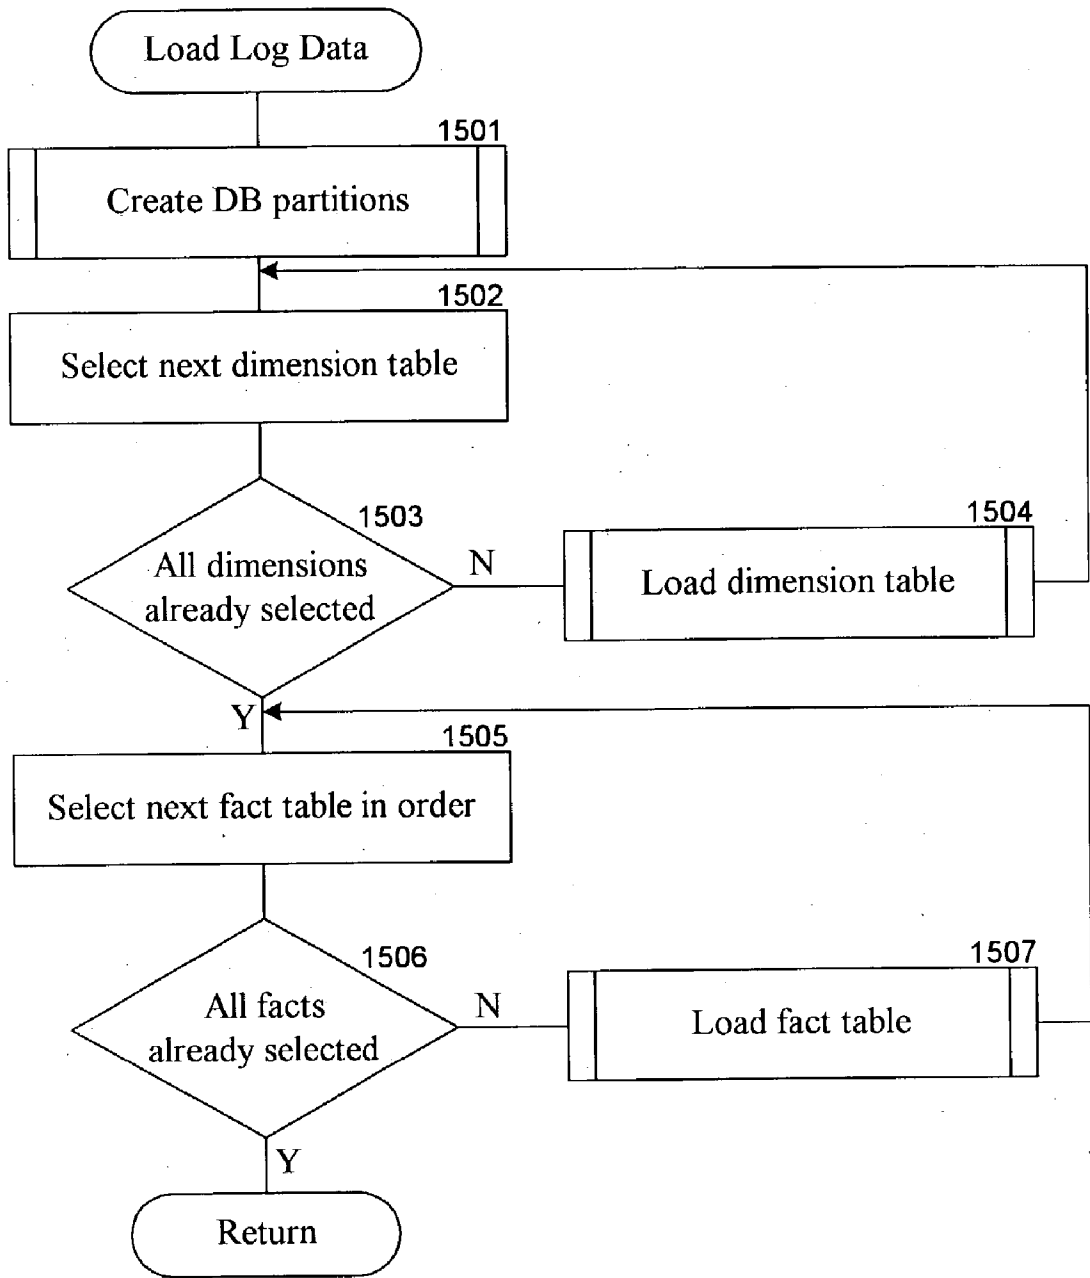 Load Log Data
1501
Create DB partitions
1502
Select next dimension table
1503
All dimensions
already selected
N
1504
Load dimension table
Y
1505
Select next fact table in order
1506
All facts
already selected
N
1507
Load fact table
Y
Return